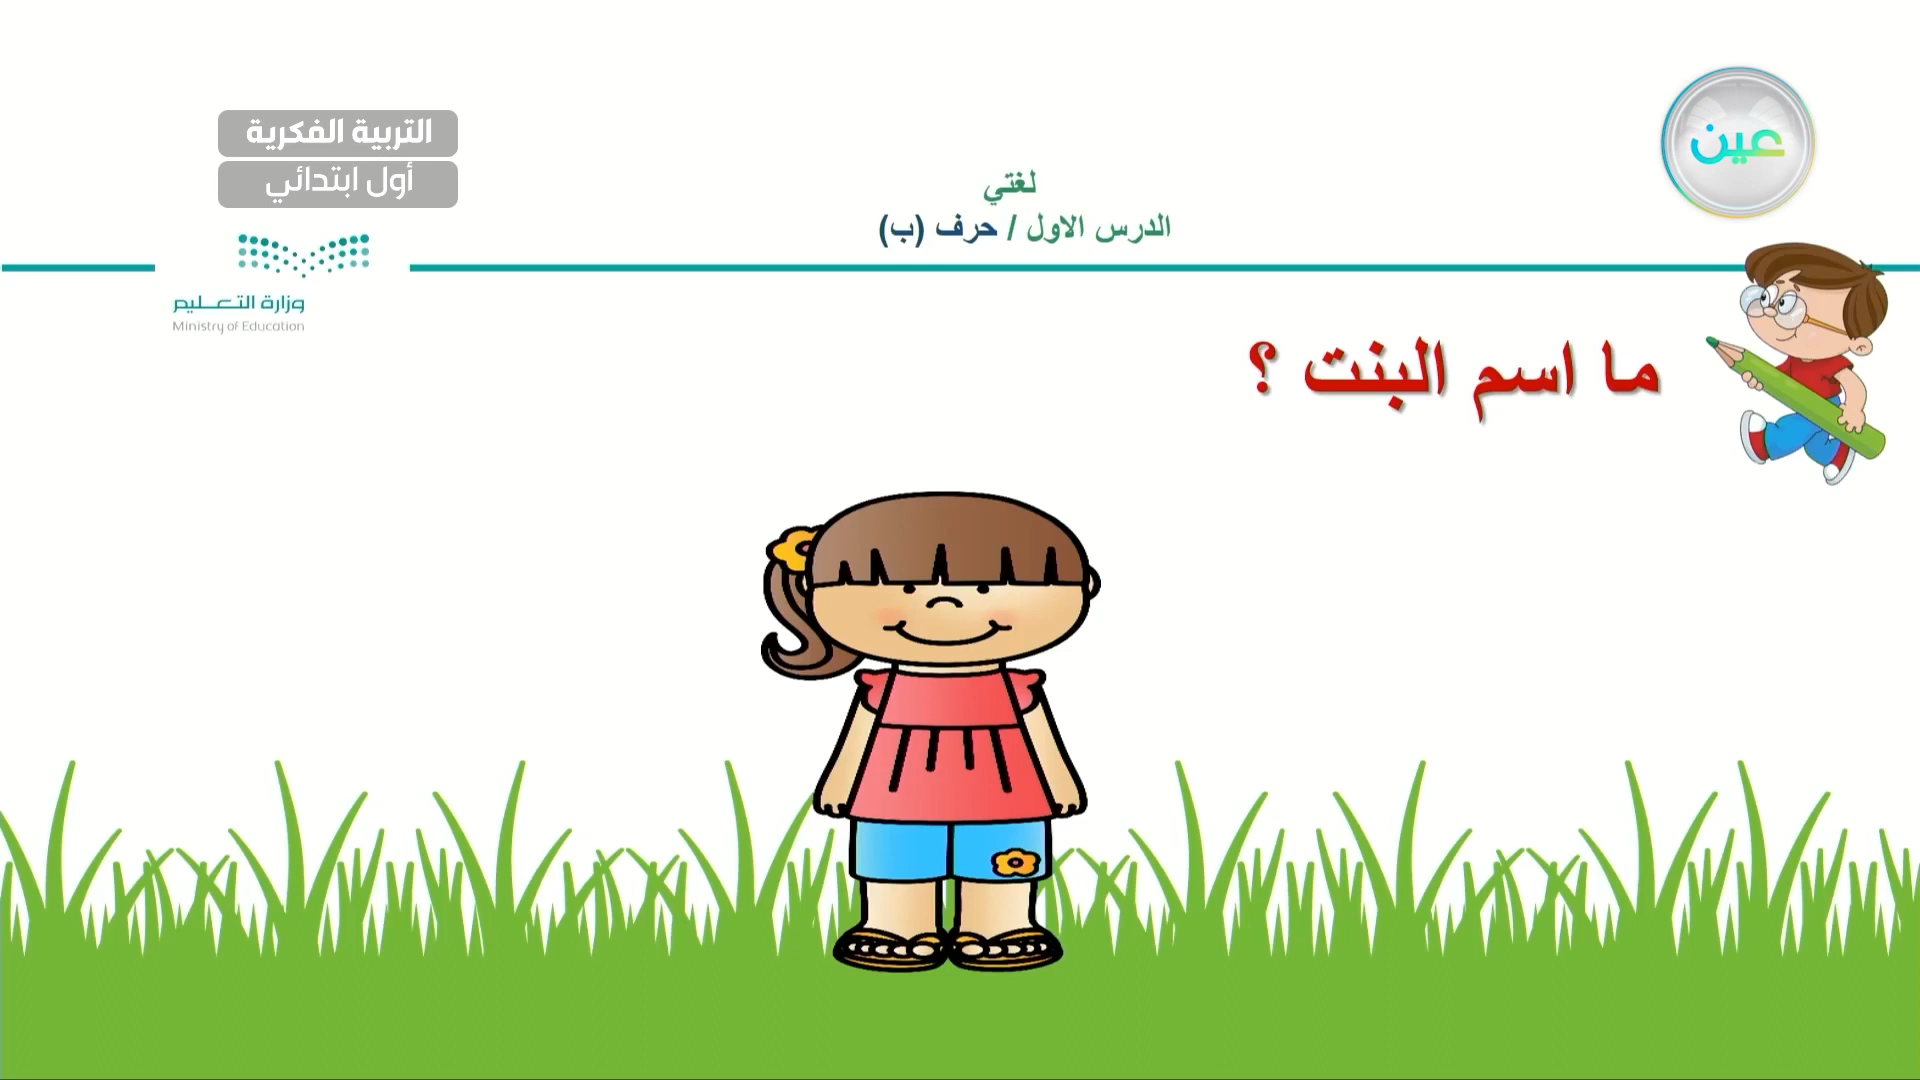 التربية الفكرية
أول ابتدائي
عين
لغتي
الدرس الاول / حرف (ب)
وزارة التعليم
Ministry of Education
ما اسم البنت ؟